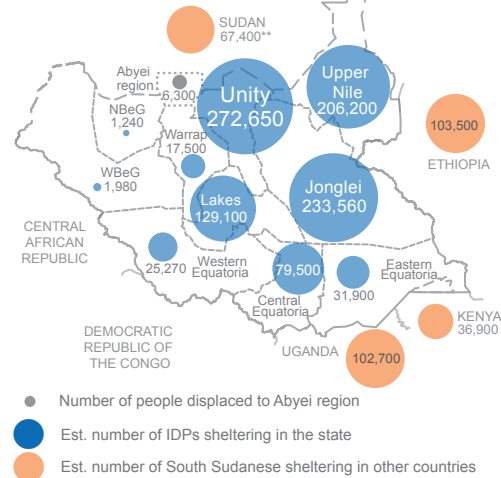 SUDAN
67,400**
Abyei
region
6,300
Unity
272,650
Upper
Nile
206,200
NBeG
1,240
103,500
ETHIOPIA
Warrap
17,500
WBeG
1,980
Lakes
129,100
Jonglei
233,560
CENTRAL
AFRICAN
REPUBLIC
25,270
Western
Equatoria
79,500
Central
Equatoria
Eastern
Equatoria
31,900
KENYA
36,900
DEMOCRATIC
REPUBLIC OF
THE CONGO
UGANDA
102,700
Number of people displaced to Abyei region
Est. number of IDPs sheltering in the state
Est. number of South Sudanese sheltering in other countries